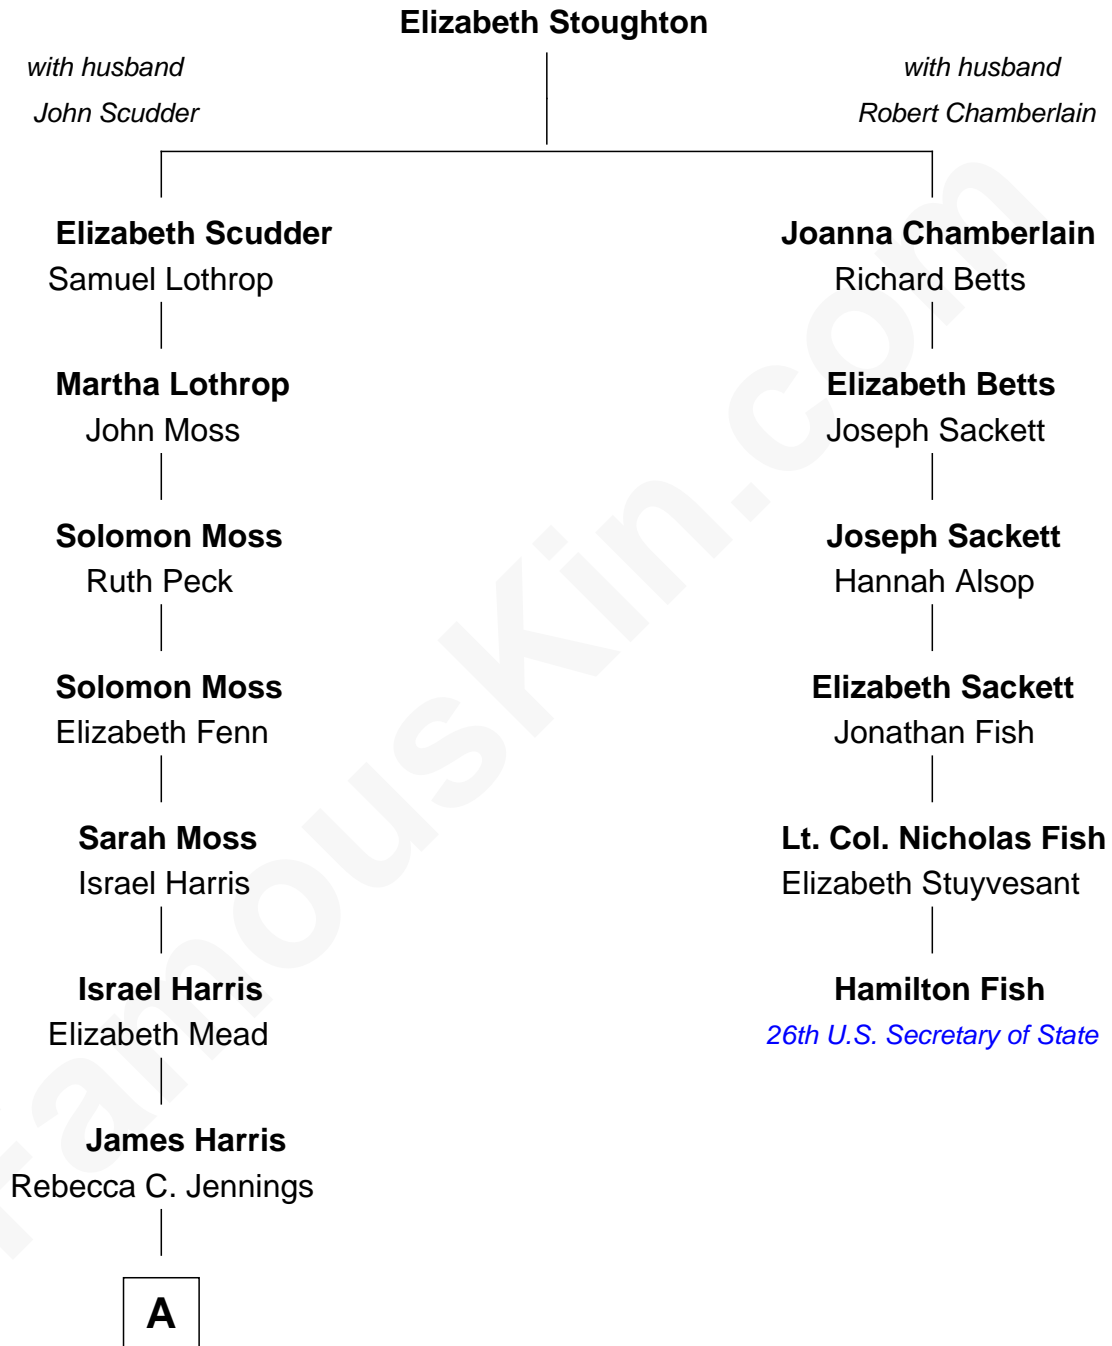 Elizabeth Stoughton
with husband
John Scudder
with husband
Robert Chamberlain
Elizabeth Scudder
Samuel Lothrop
Joanna Chamberlain
Richard Betts
Martha Lothrop
John Moss
Elizabeth Betts
Joseph Sackett
Solomon Moss
Ruth Peck
Joseph Sackett
Hannah Alsop
Solomon Moss
Elizabeth Fenn
Elizabeth Sackett
Jonathan Fish
Sarah Moss
Israel Harris
Lt. Col. Nicholas Fish
Elizabeth Stuyvesant
Israel Harris
Elizabeth Mead
Hamilton Fish
26th U.S. Secretary of State
James Harris
Rebecca C. Jennings
A
FamousKin.com